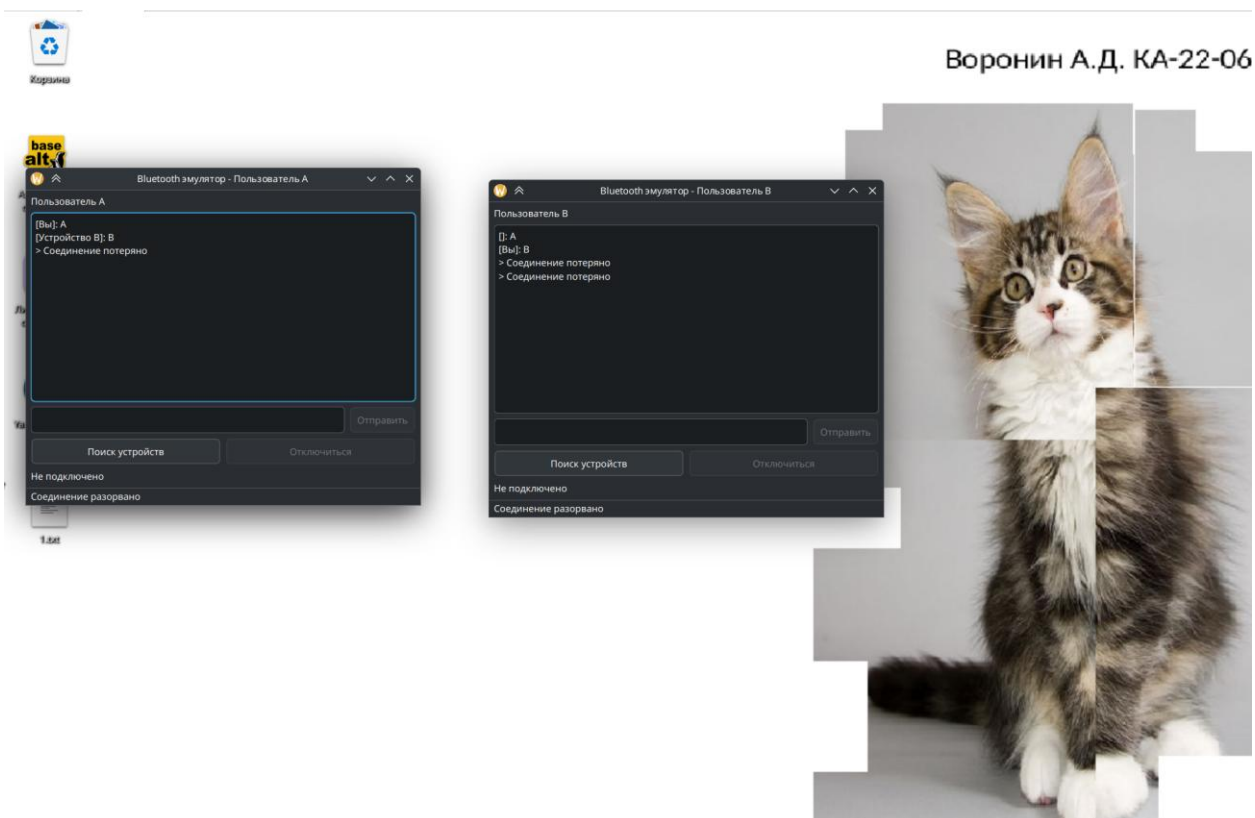 Корзина
Воронин А.Д. КА-22-06
base
alt
Bluetooth эмулятор - Пользователь A
Пользователь A
[Вы]: A
[Устройство B]: B
> Соединение потеряно
Отправить
Поиск устройств
Отключиться
Не подключено
Соединение разорвано
1.txt
Bluetooth эмулятор - Пользователь B
Пользователь B
[]: A
[Вы]: B
> Соединение потеряно
> Соединение потеряно
Отправить
Поиск устройств
Отключиться
Не подключено
Соединение разорвано